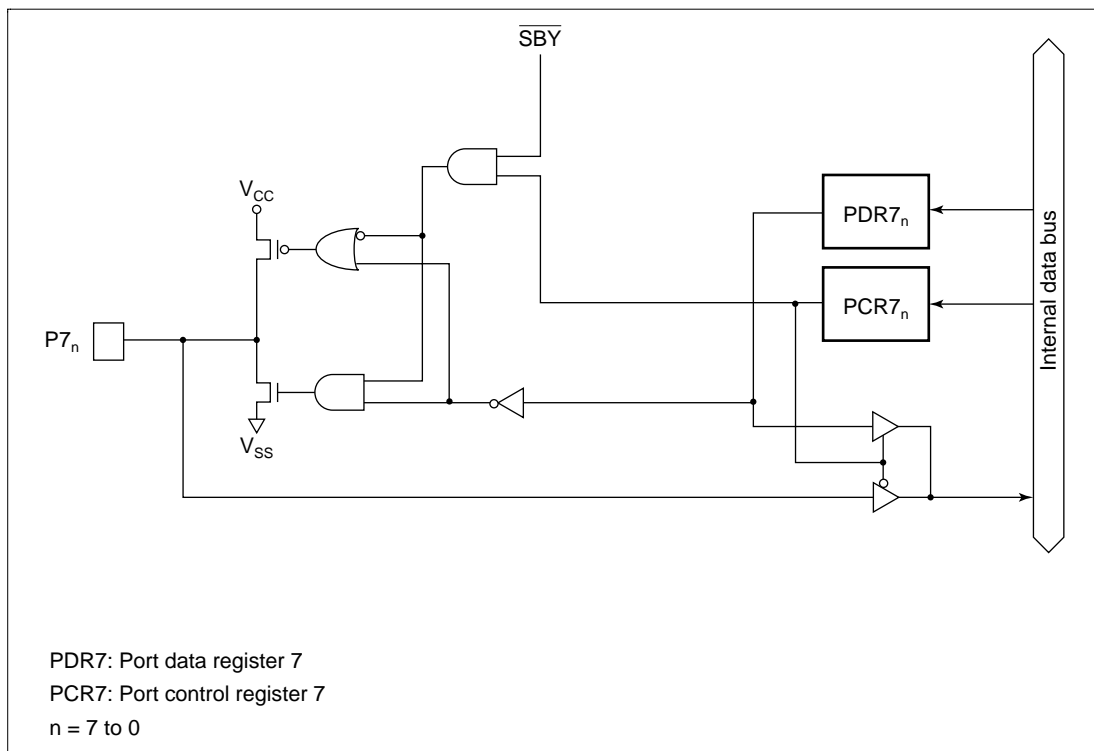 S̅B̅Y̅
V_CC
PDR7_n
PCR7_n
P7_n
V_SS
Internal data bus
PDR7: Port data register 7
PCR7: Port control register 7
n = 7 to 0